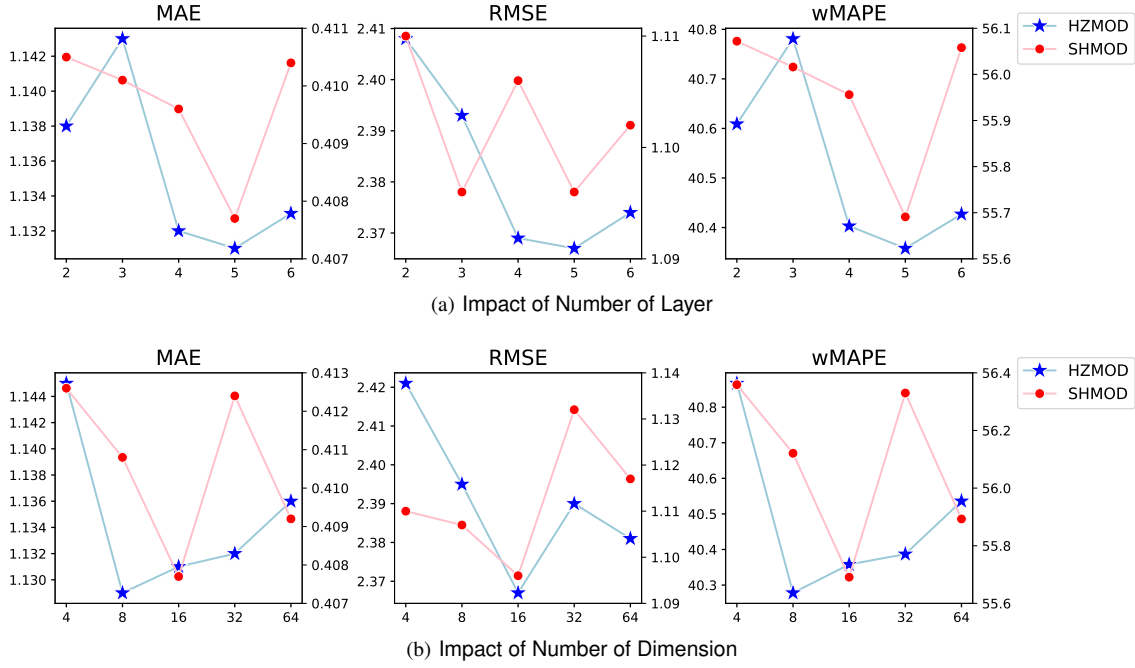 MAE RMSE wMAPE
1.142 1.140 1.138 1.136 1.134 1.132
0.411 0.410 0.409 0.408 0.407
2.41 2.40 2.39 2.38 2.37
1.11 1.10 1.09
40.8 40.7 40.6 40.5 40.4
56.1 56.0 55.9 55.8 55.7 55.6
HZMOD
SHMOD
2 3 4 5 6 2 3 4 5 6 2 3 4 5 6
(a) Impact of Number of Layer
MAE RMSE wMAPE
1.144 1.142 1.140 1.138 1.136 1.134 1.132 1.130
0.413 0.412 0.411 0.410 0.409 0.408 0.407
2.42 2.41 2.40 2.39 2.38 2.37
1.14 1.13 1.12 1.11 1.10 1.09
40.8 40.7 40.6 40.5 40.4 40.3
56.4 56.2 56.0 55.8 55.6
HZMOD
SHMOD
4 8 16 32 64 4 8 16 32 64 4 8 16 32 64
(b) Impact of Number of Dimension